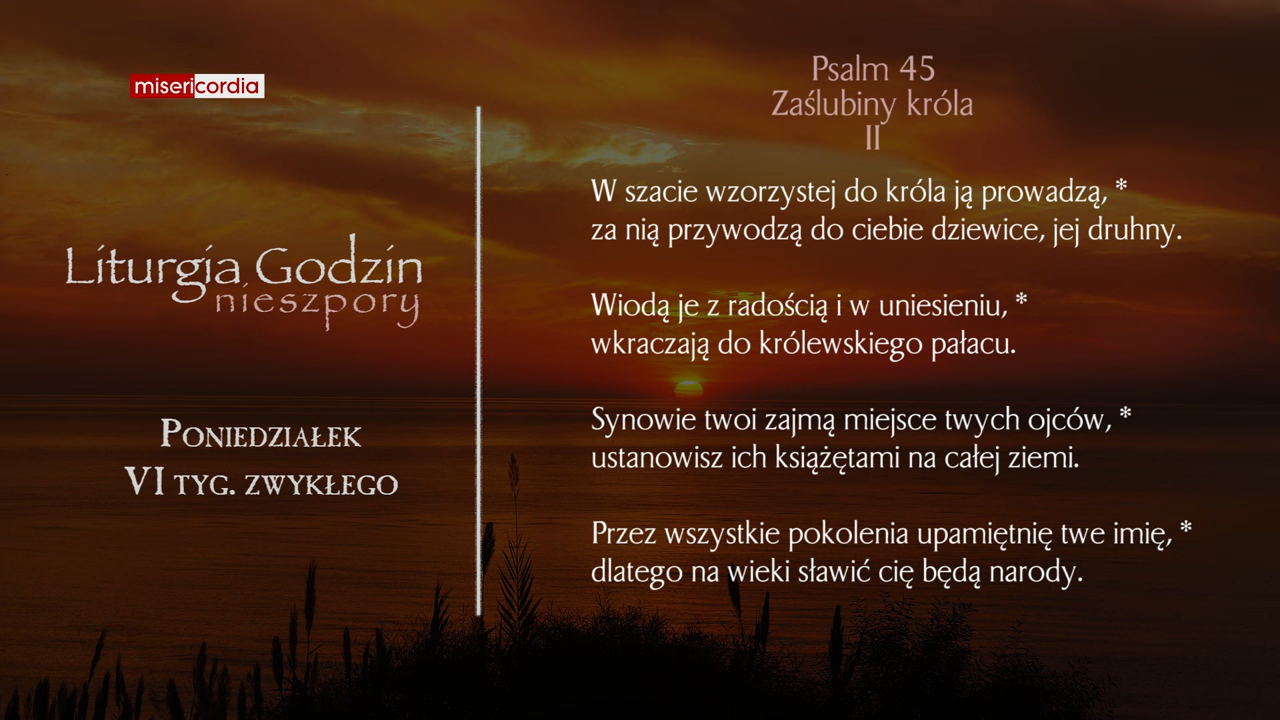 misericordia
Liturgia Godzin
nieszpory
Poniedziałek
VI tyg. zwykłego
Psalm 45
Zaślubiny króla
II
W szacie wzorzystej do króla ją prowadzą, *
za nią przywodzą do ciebie dziewice, jej druhny.
Wiodą je z radością i w uniesieniu, *
wkraczają do królewskiego pałacu.
Synowie twoi zajmą miejsce twych ojców, *
ustanowisz ich książętami na całej ziemi.
Przez wszystkie pokolenia upamiętnię twe imię, *
dlatego na wieki sławić cię będą narody.